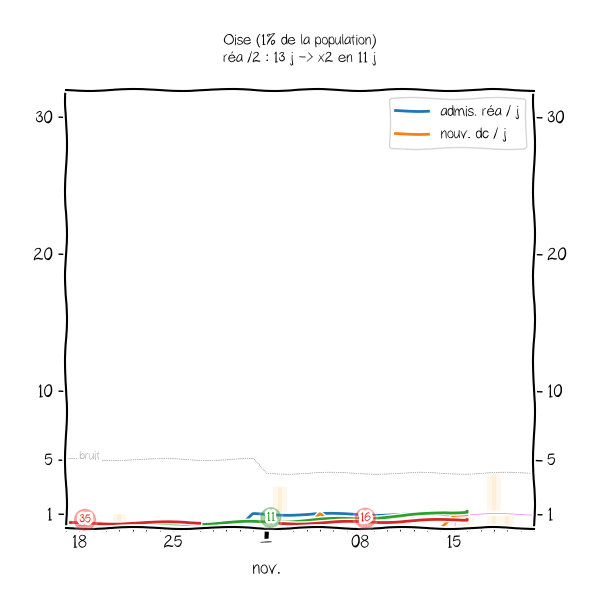 Oise (1% de la population)
réa /2 : 13 j -> x2 en 11 j
admis. réa / j
nouv. dc / j
30 30
20 20
10 10
5 bruit 5
1 35 11 16 1
18 25 1 08 15
nov.